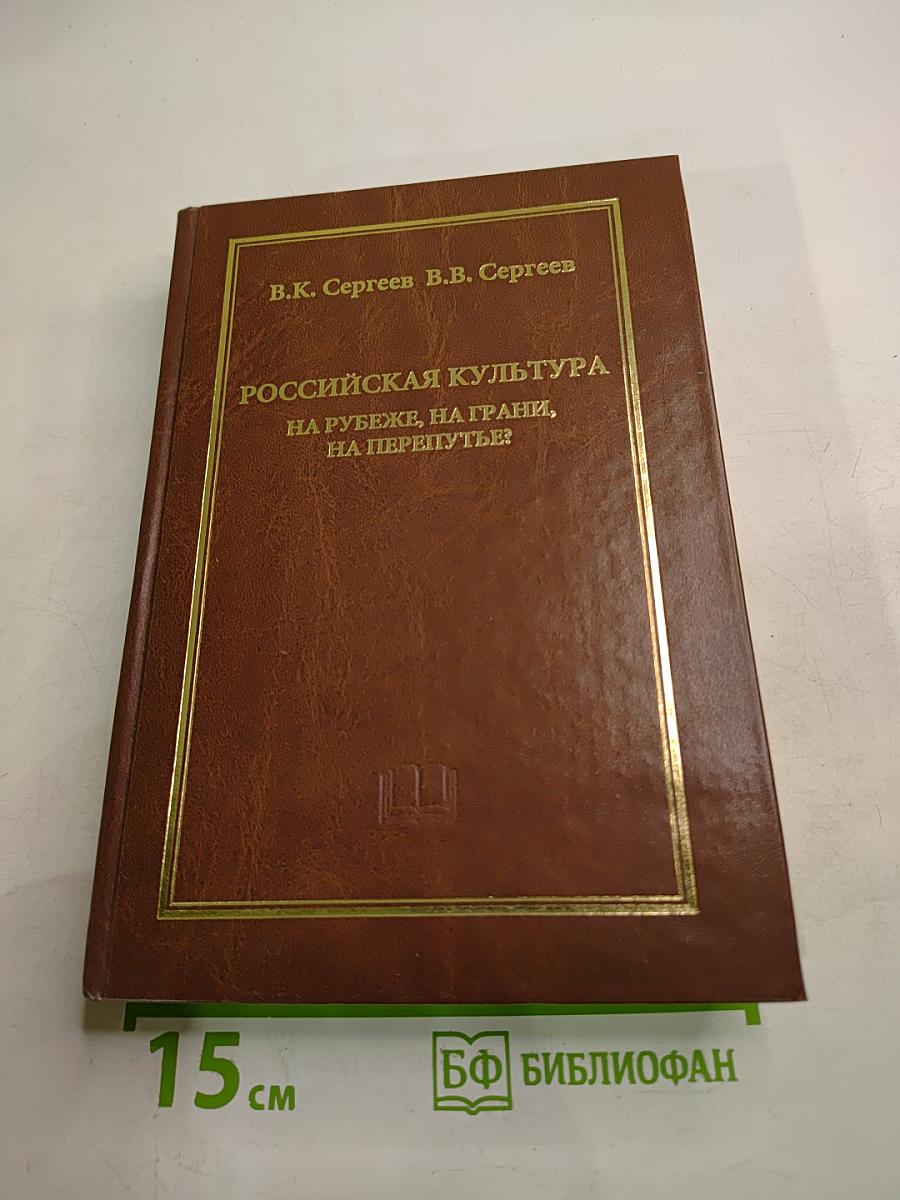 В.К. Сергеев В.В. Сергеев
РОССИЙСКАЯ КУЛЬТУРА
НА РУБЕЖЕ, НА ГРАНИ,
НА ПЕРЕПУТЬЕ?
15 см
БФ БИБЛИОФАН